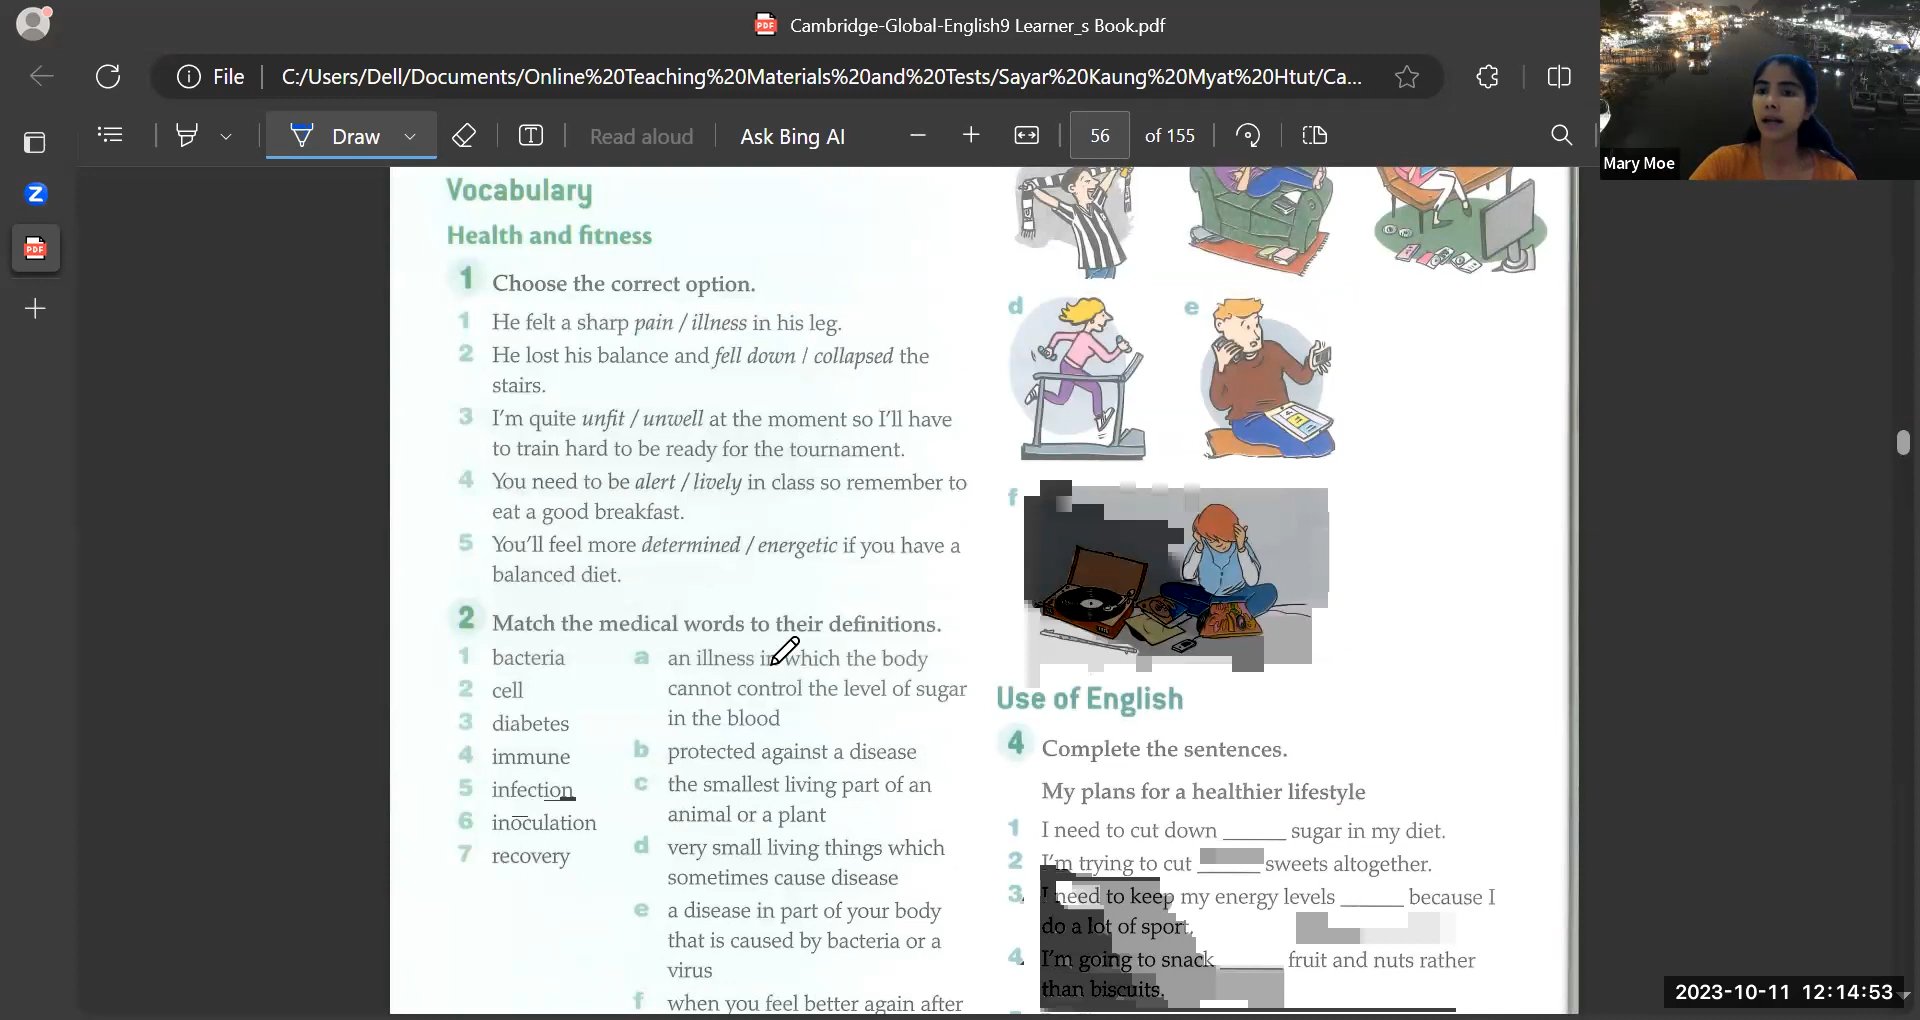 Cambridge-Global-English9 Learner_s Book.pdf
File
C:/Users/Dell/Documents/Online%20Teaching%20Materials%20and%20Tests/Sayar%20Kaung%20Myat%20Htut/Ca...
Draw
Read aloud
Ask Bing AI
56 of 155
Mary Moe
Vocabulary
Health and fitness
1 Choose the correct option.
1 He felt a sharp pain / illness in his leg.
2 He lost his balance and fell down / collapsed the
stairs.
3 I'm quite unfit / unwell at the moment so I'll have
to train hard to be ready for the tournament.
4 You need to be alert / lively in class so remember to
eat a good breakfast.
5 You'll feel more determined / energetic if you have a
balanced diet.
2 Match the medical words to their definitions.
1 bacteria
2 cell
3 diabetes
4 immune
5 infection
6 inoculation
7 recovery
a an illness in which the body
cannot control the level of sugar
in the blood
b protected against a disease
c the smallest living part of an
animal or a plant
d very small living things which
sometimes cause disease
e a disease in part of your body
that is caused by bacteria or a
virus
f when you feel better again after
d
e
f
Use of English
4 Complete the sentences.
My plans for a healthier lifestyle
1 I need to cut down ______ sugar in my diet.
2 I'm trying to cut ______ sweets altogether.
3 I need to keep my energy levels ______ because I
do a lot of sport.
4 I'm going to snack ______ fruit and nuts rather
than biscuits.
2023-10-11 12:14:53